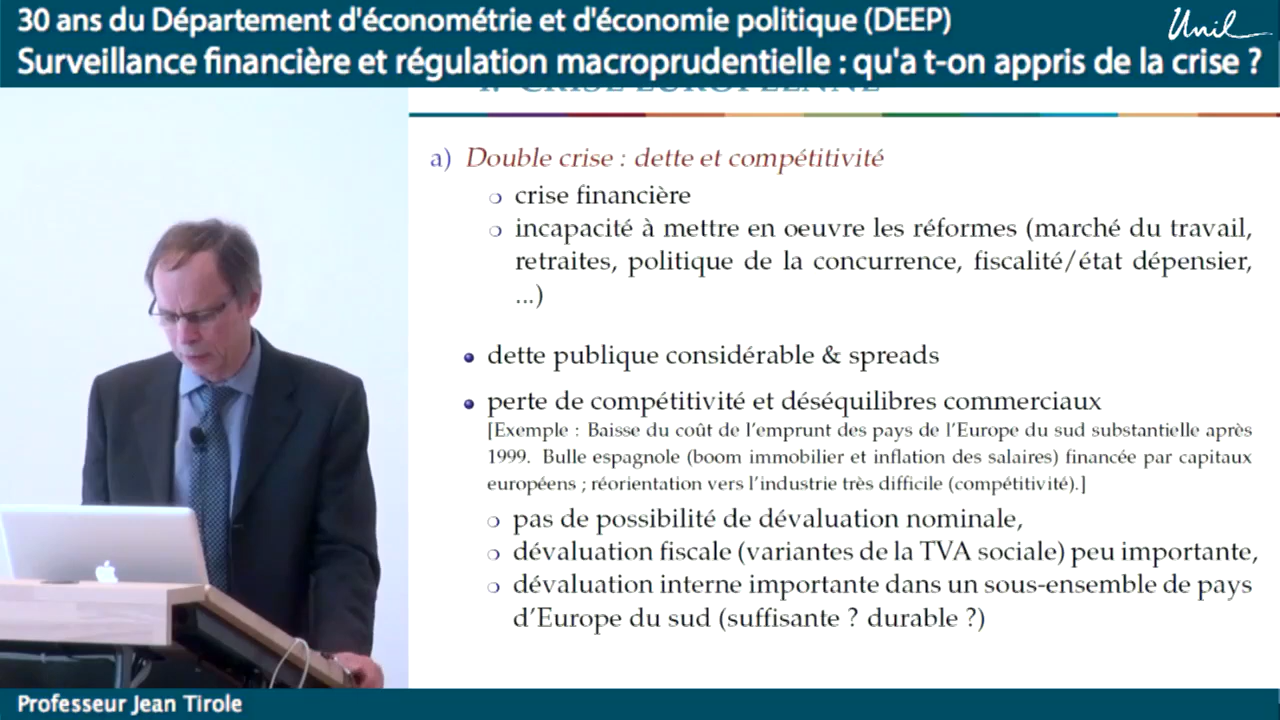 30 ans du Département d'économétrie et d'économie politique (DEEP)
Unil
Surveillance financière et régulation macroprudentielle : qu'a t-on appris de la crise ?
I. CRISE EUROPÉENNE
a) Double crise : dette et compétitivité
crise financière
incapacité à mettre en oeuvre les réformes (marché du travail,
retraites, politique de la concurrence, fiscalité/état dépensier,
...)
dette publique considérable & spreads
perte de compétitivité et déséquilibres commerciaux
[Exemple : Baisse du coût de l'emprunt des pays de l'Europe du sud substantielle après
1999. Bulle espagnole (boom immobilier et inflation des salaires) financée par capitaux
européens ; réorientation vers l'industrie très difficile (compétitivité).]
pas de possibilité de dévaluation nominale,
dévaluation fiscale (variantes de la TVA sociale) peu importante,
dévaluation interne importante dans un sous-ensemble de pays
d'Europe du sud (suffisante ? durable ?)
Professeur Jean Tirole